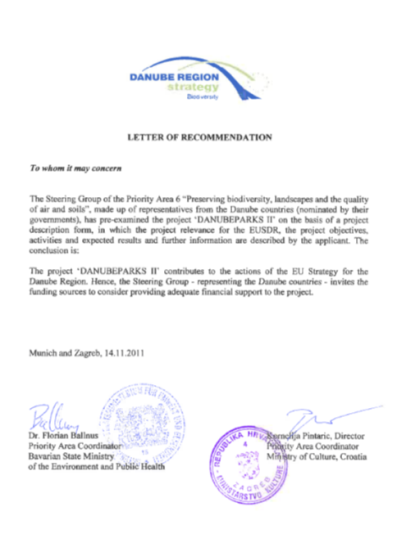 DANUBE REGION
strategy
Biodiversity
LETTER OF RECOMMENDATION
To whom it may concern
The Steering Group of the Priority Area 6 "Preserving biodiversity, landscapes and the quality
of air and soils", made up of representatives from the Danube countries (nominated by their
governments), has pre-examined the project 'DANUBEPARKS II' on the basis of a project
description form, in which the project relevance for the EUSDR, the project objectives,
activities and expected results and further information are described by the applicant. The
conclusion is:
The project 'DANUBEPARKS II' contributes to the actions of the EU Strategy for the
Danube Region. Hence, the Steering Group - representing the Danube countries - invites the
funding sources to consider providing adequate financial support to the project.
Munich and Zagreb, 14.11.2011
Dr. Florian Ballnus
Priority Area Coordinator
Bavarian State Ministry
of the Environment and Public Health
Kornelija Pintaric, Director
Priority Area Coordinator
Ministry of Culture, Croatia
REPUBLIKA HRVA
MINISTARSTVO KULTURE
ZAGREB